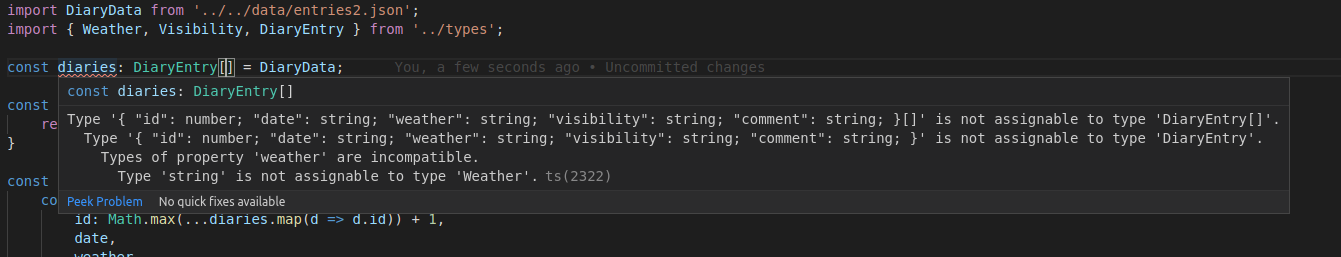 import DiaryData from '../../data/entries2.json';
import { Weather, Visibility, DiaryEntry } from '../types';
const diaries: DiaryEntry[] = DiaryData; You, a few seconds ago • Uncommitted changes
const diaries: DiaryEntry[]
const
Type '{ "id": number; "date": string; "weather": string; "visibility": string; "comment": string; }[]' is not assignable to type 'DiaryEntry[]'.
re
Type '{ "id": number; "date": string; "weather": string; "visibility": string; "comment": string; }' is not assignable to type 'DiaryEntry'.
}
Types of property 'weather' are incompatible.
Type 'string' is not assignable to type 'Weather'. ts(2322)
const
Peek Problem No quick fixes available
co
id: Math.max(...diaries.map(d => d.id)) + 1,
date,
weather